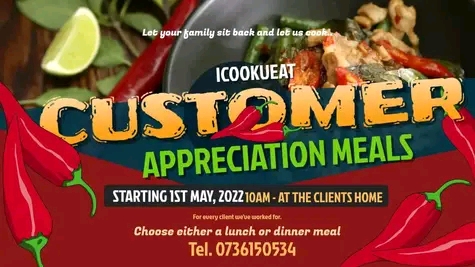 Let your family sit back and let us cook!.
ICOOKUEAT
CUSTOMER
APPRECIATION MEALS
STARTING 1ST MAY, 2022 10AM - AT THE CLIENTS HOME
For every client we've worked for.
Choose either a lunch or dinner meal
Tel. 0736150534